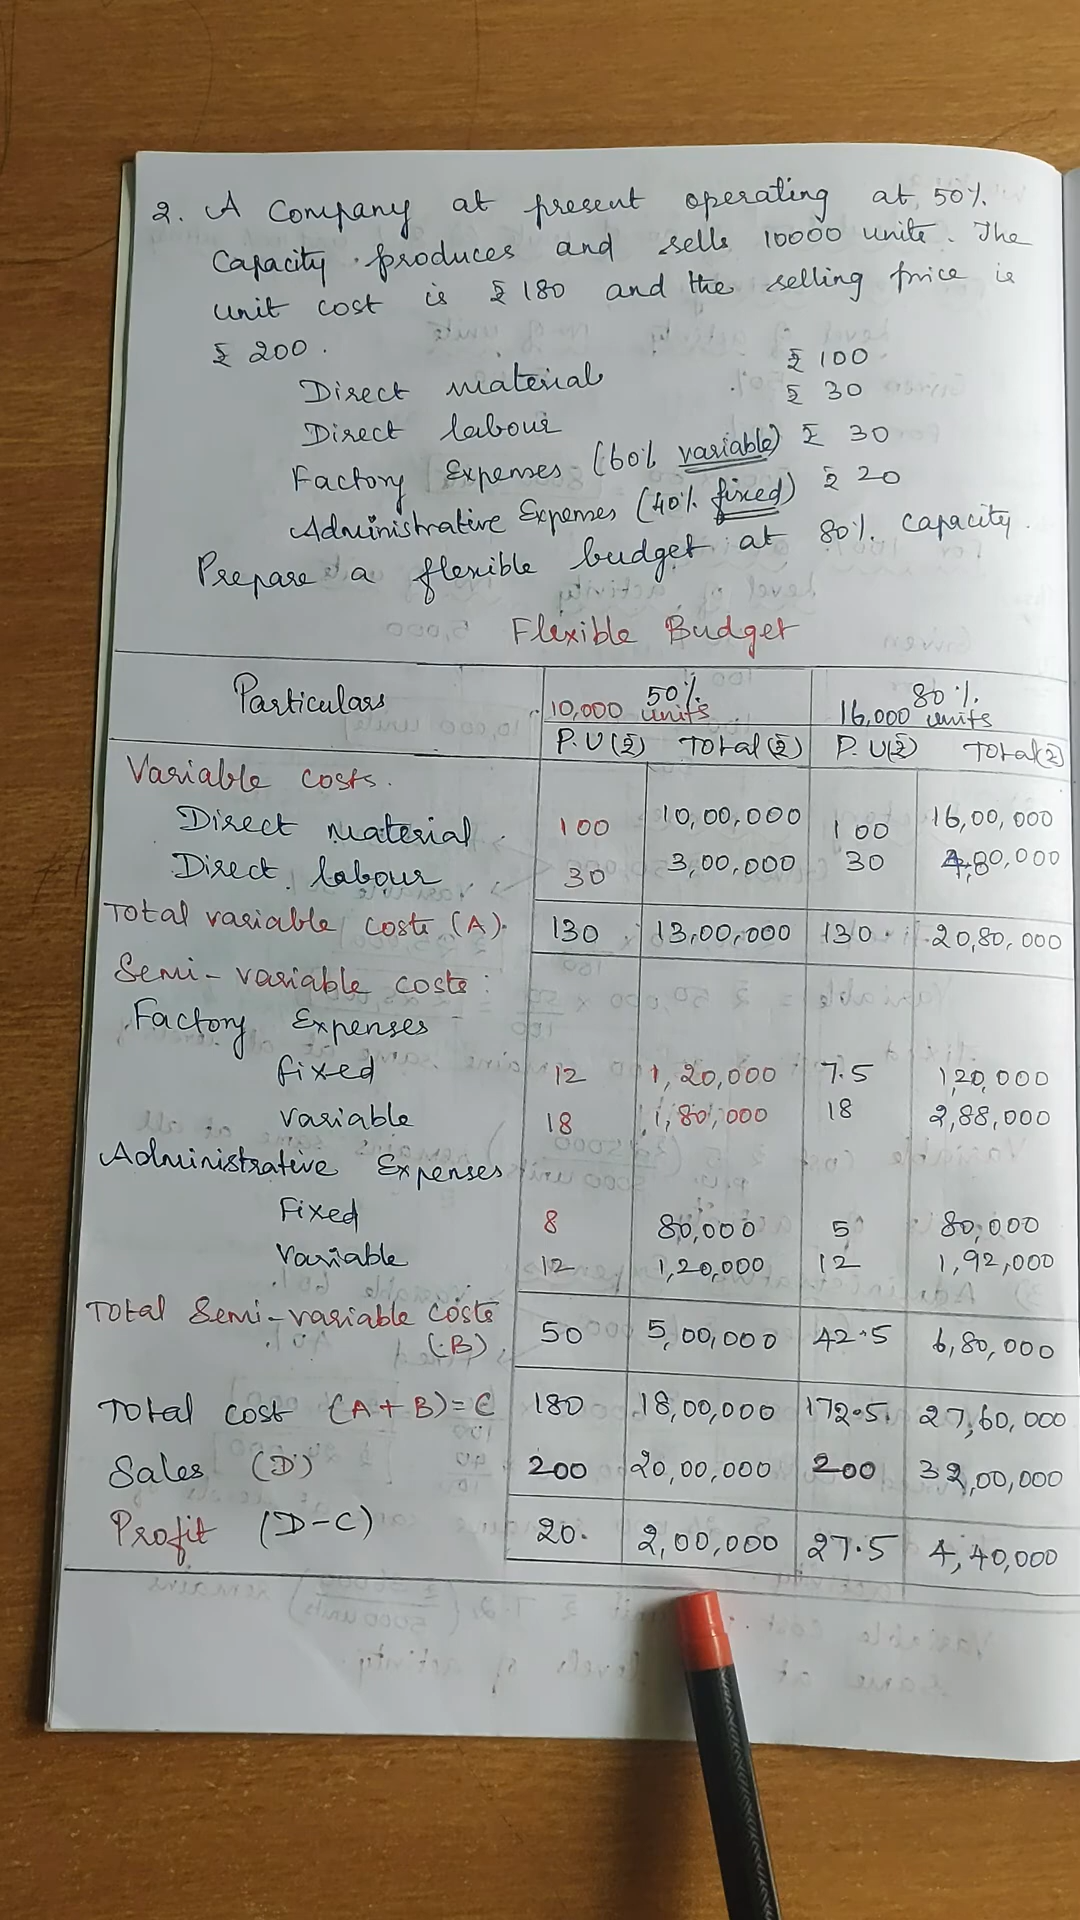 2. A Company at present operating at 50%.
Capacity produces and sells 10000 units. The
unit cost is ₹ 180 and the selling price is
₹ 200.
Direct material ₹ 100
Direct labour ₹ 30
Factory Expenses (60% variable) ₹ 30
Administrative Expenses (40% fixed) ₹ 20
Prepare a flexible budget at 80% capacity.
Flexible Budget
Particulars 50% 80%
10,000 units 16,000 units
P.U(₹) Total(₹) P.U(₹) Total(₹)
Variable costs.
Direct material 100 10,00,000 100 16,00,000
Direct labour 30 3,00,000 30 4,80,000
Total variable costs (A). 130 13,00,000 130 20,80,000
Semi-variable costs:
Factory Expenses
fixed 12 1,20,000 7.5 1,20,000
variable 18 1,80,000 18 2,88,000
Administrative Expenses
Fixed 8 80,000 5 80,000
Variable 12 1,20,000 12 1,92,000
Total Semi-variable costs
(B) 50 5,00,000 42.5 6,80,000
Total cost (A+B)=C 180 18,00,000 172.5 27,60,000
Sales (D) 200 20,00,000 200 32,00,000
Profit (D-C) 20. 2,00,000 27.5 4,40,000